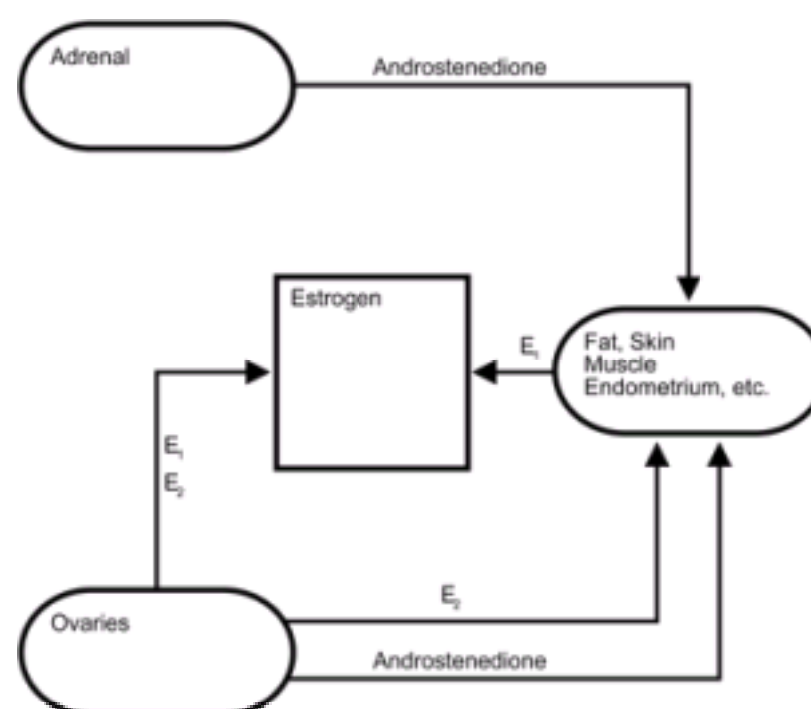 Adrenal
Androstenedione
Estrogen
E₁
Fat, Skin
Muscle
Endometrium, etc.
E₁
E₂
E₂
Ovaries
Androstenedione